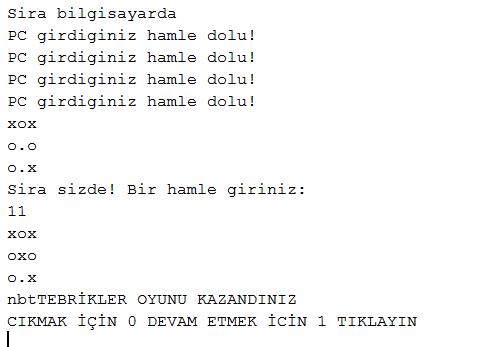 Sira bilgisayarda
PC girdiginiz hamle dolu!
PC girdiginiz hamle dolu!
PC girdiginiz hamle dolu!
PC girdiginiz hamle dolu!
xox
o.o
o.x
Sira sizde! Bir hamle giriniz:
11
xox
oxo
o.x
nbtTEBRİKLER OYUNU KAZANDINIZ
CIKMAK İÇİN 0 DEVAM ETMEK İCİN 1 TIKLAYIN